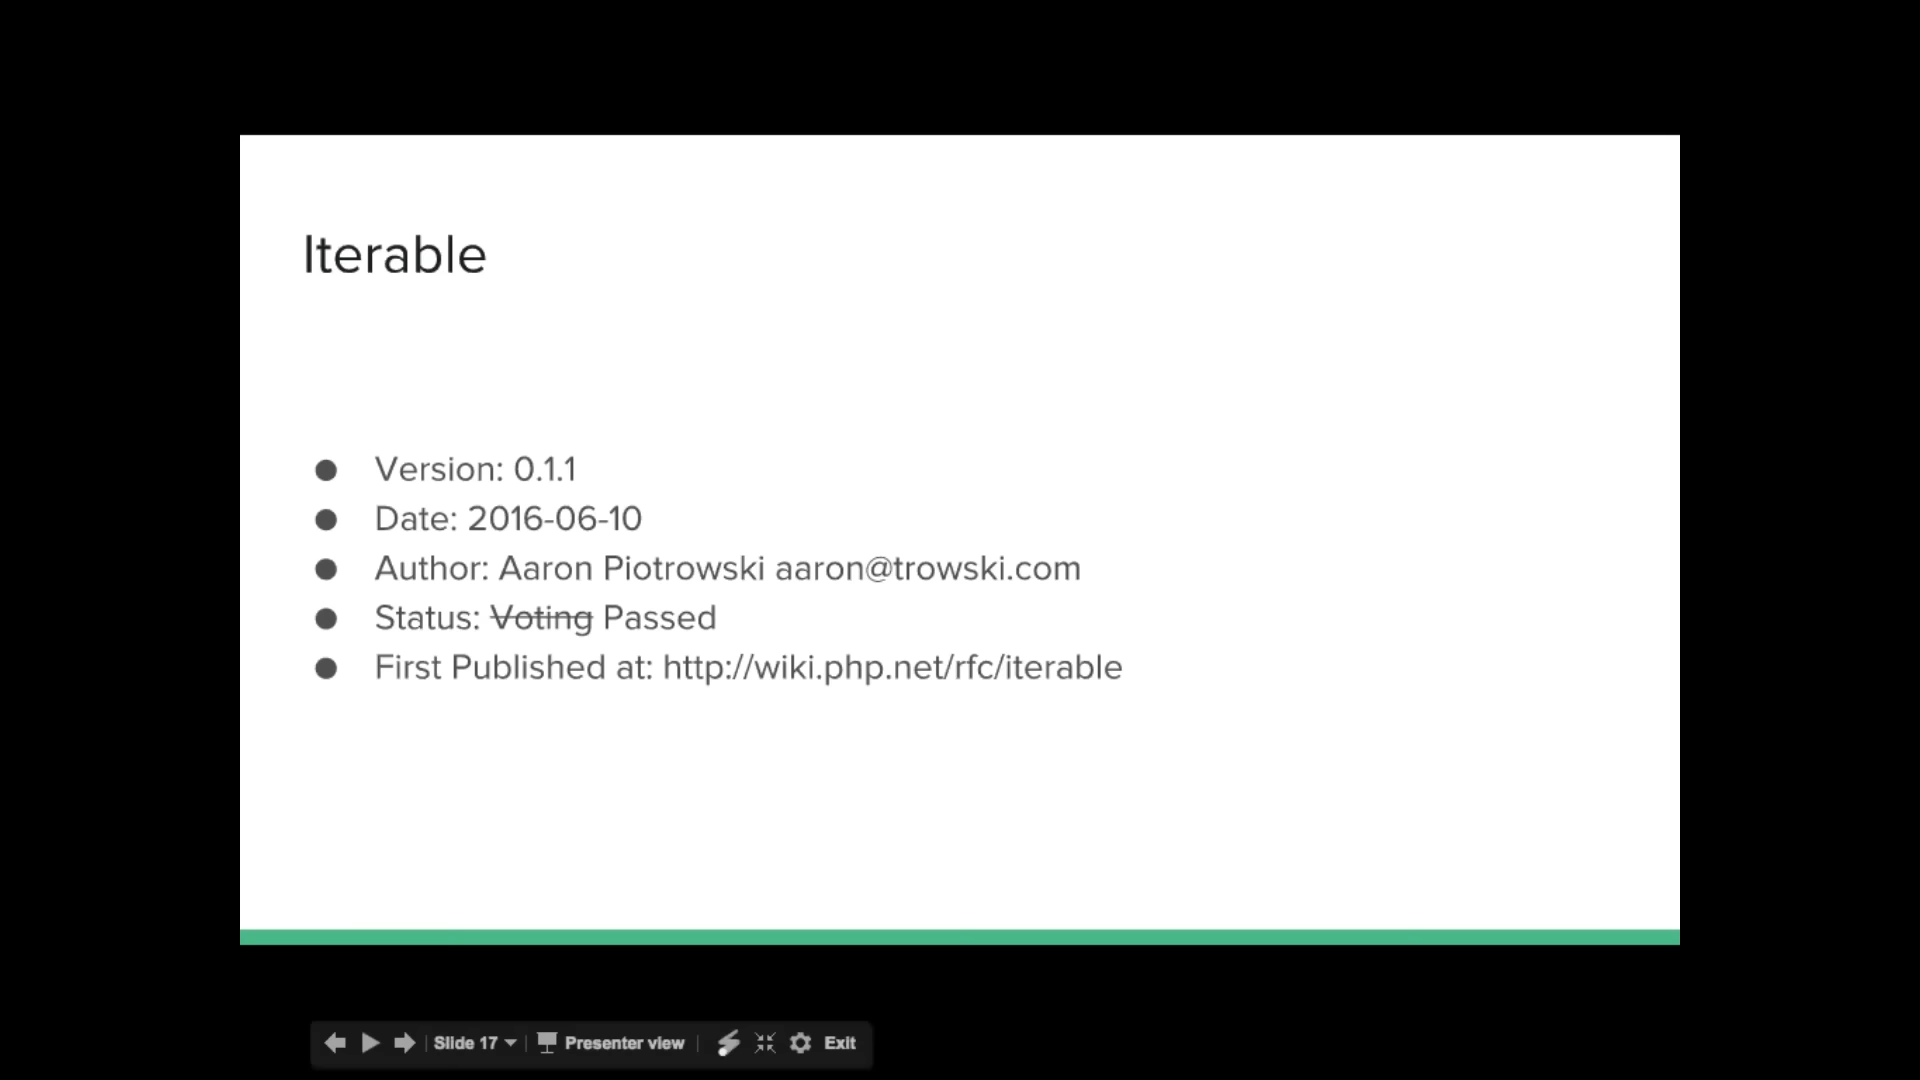 Iterable
● Version: 0.1.1
● Date: 2016-06-10
● Author: Aaron Piotrowski aaron@trowski.com
● Status: Voting Passed
● First Published at: http://wiki.php.net/rfc/iterable
Slide 17 Presenter view Exit